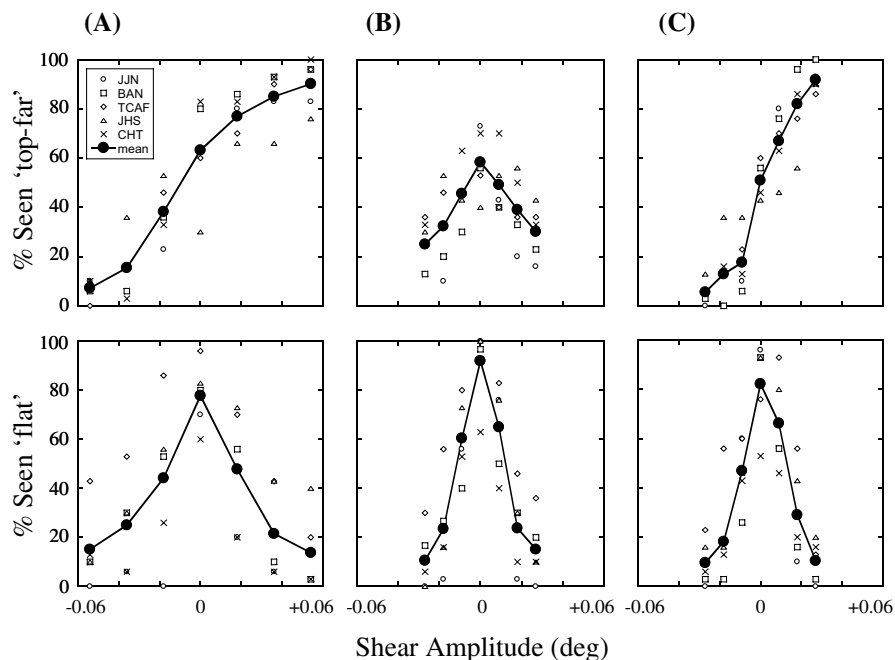 (A) (B) (C)
% Seen ‘top-far’
100
80
60
40
20
0
JJN
BAN
TCAF
JHS
CHT
mean
% Seen ‘flat’
100
80
60
40
20
0
-0.06 0 +0.06 -0.06 0 +0.06 -0.06 0 +0.06
Shear Amplitude (deg)